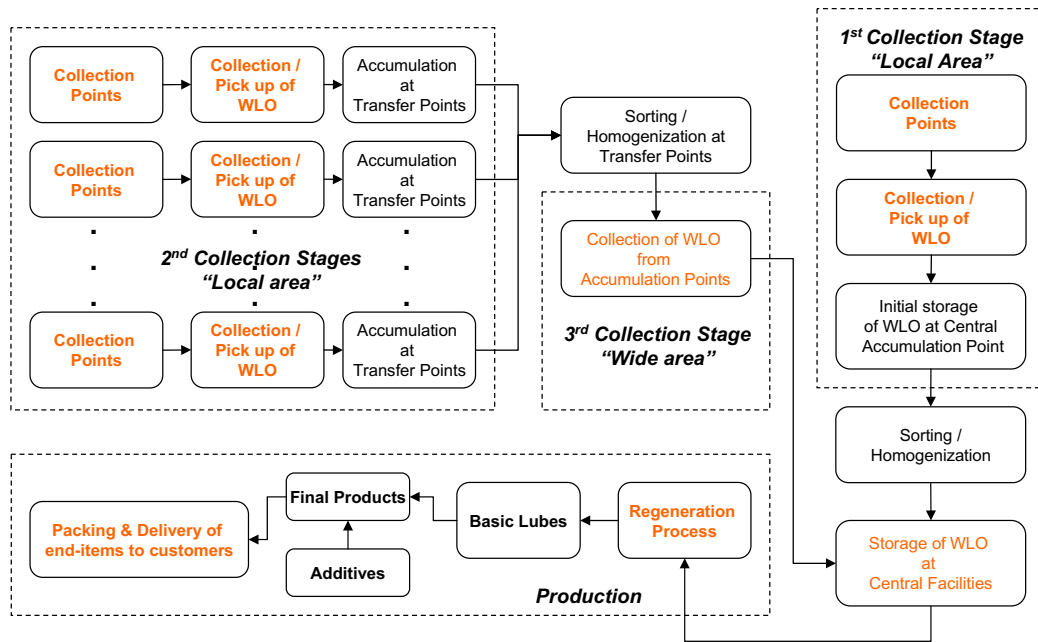 Collection
Points
Collection /
Pick up of
WLO
Accumulation
at
Transfer Points
Collection
Points
Collection /
Pick up of
WLO
Accumulation
at
Transfer Points
2nd Collection Stages
“Local area”
Collection
Points
Collection /
Pick up of
WLO
Accumulation
at
Transfer Points
Sorting /
Homogenization at
Transfer Points
Collection of WLO
from
Accumulation Points
3rd Collection Stage
“Wide area”
1st Collection Stage
“Local Area”
Collection
Points
Collection /
Pick up of
WLO
Initial storage
of WLO at Central
Accumulation Point
Sorting /
Homogenization
Storage of WLO
at
Central Facilities
Regeneration
Process
Basic Lubes
Final Products
Additives
Packing & Delivery of
end-items to customers
Production